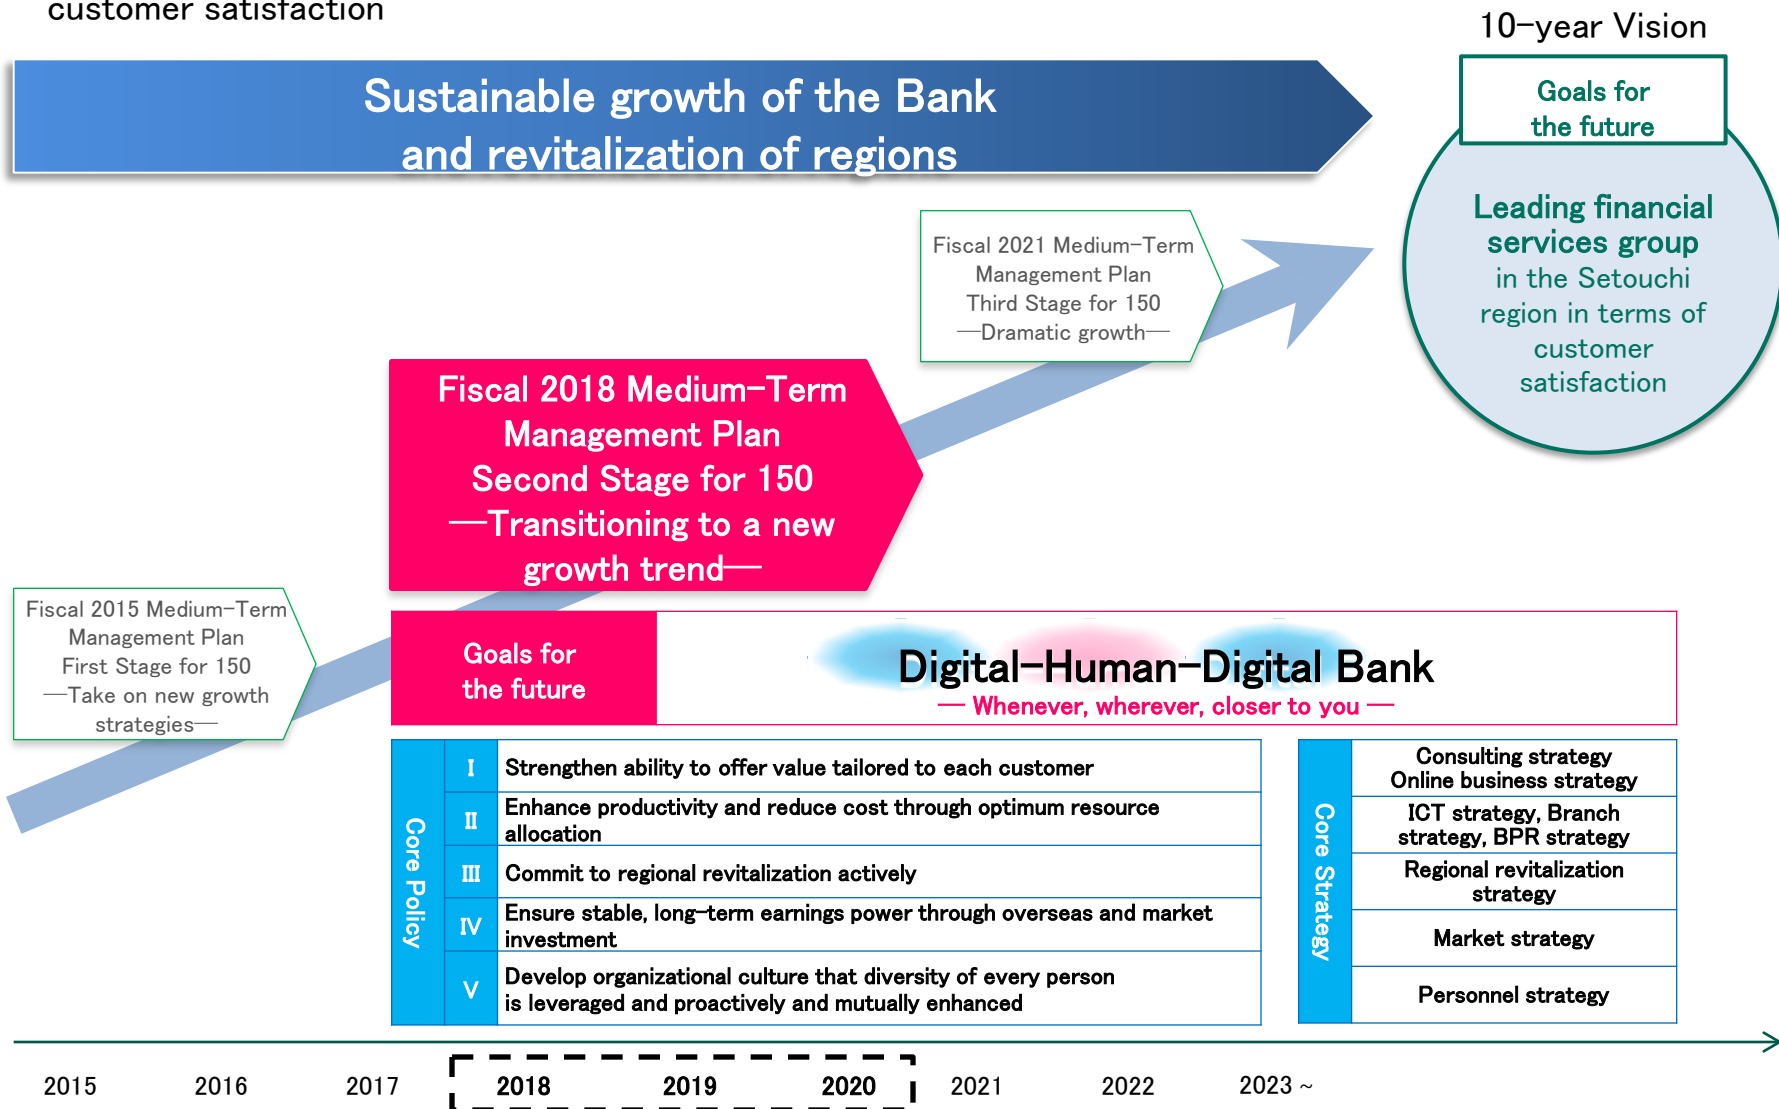 customer satisfaction
10-year Vision
Sustainable growth of the Bank
and revitalization of regions
Goals for
the future
Leading financial
services group
in the Setouchi
region in terms of
customer
satisfaction
Fiscal 2021 Medium-Term
Management Plan
Third Stage for 150
—Dramatic growth—
Fiscal 2018 Medium-Term
Management Plan
Second Stage for 150
—Transitioning to a new
growth trend—
Fiscal 2015 Medium-Term
Management Plan
First Stage for 150
—Take on new growth
strategies—
Goals for
the future
Digital-Human-Digital Bank
— Whenever, wherever, closer to you —
Core Policy
I Strengthen ability to offer value tailored to each customer
II Enhance productivity and reduce cost through optimum resource
allocation
III Commit to regional revitalization actively
IV Ensure stable, long-term earnings power through overseas and market
investment
V Develop organizational culture that diversity of every person
is leveraged and proactively and mutually enhanced
Core Strategy
Consulting strategy
Online business strategy
ICT strategy, Branch
strategy, BPR strategy
Regional revitalization
strategy
Market strategy
Personnel strategy
2015 2016 2017 2018 2019 2020 2021 2022 2023 ~